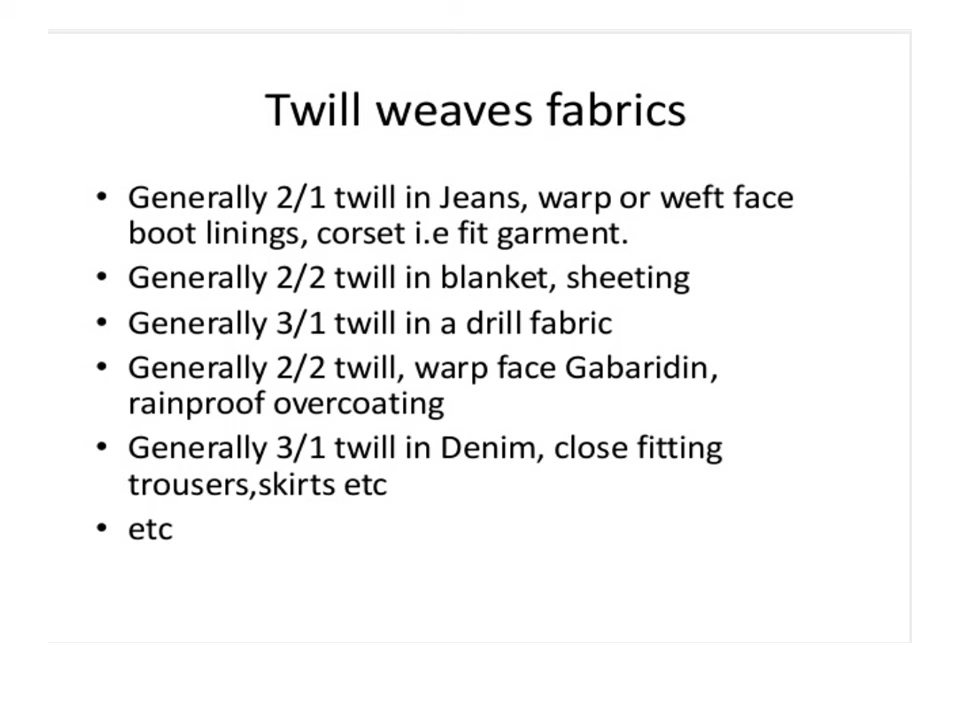 Twill weaves fabrics
• Generally 2/1 twill in Jeans, warp or weft face
boot linings, corset i.e fit garment.
• Generally 2/2 twill in blanket, sheeting
• Generally 3/1 twill in a drill fabric
• Generally 2/2 twill, warp face Gabaridin,
rainproof overcoating
• Generally 3/1 twill in Denim, close fitting
trousers,skirts etc
• etc